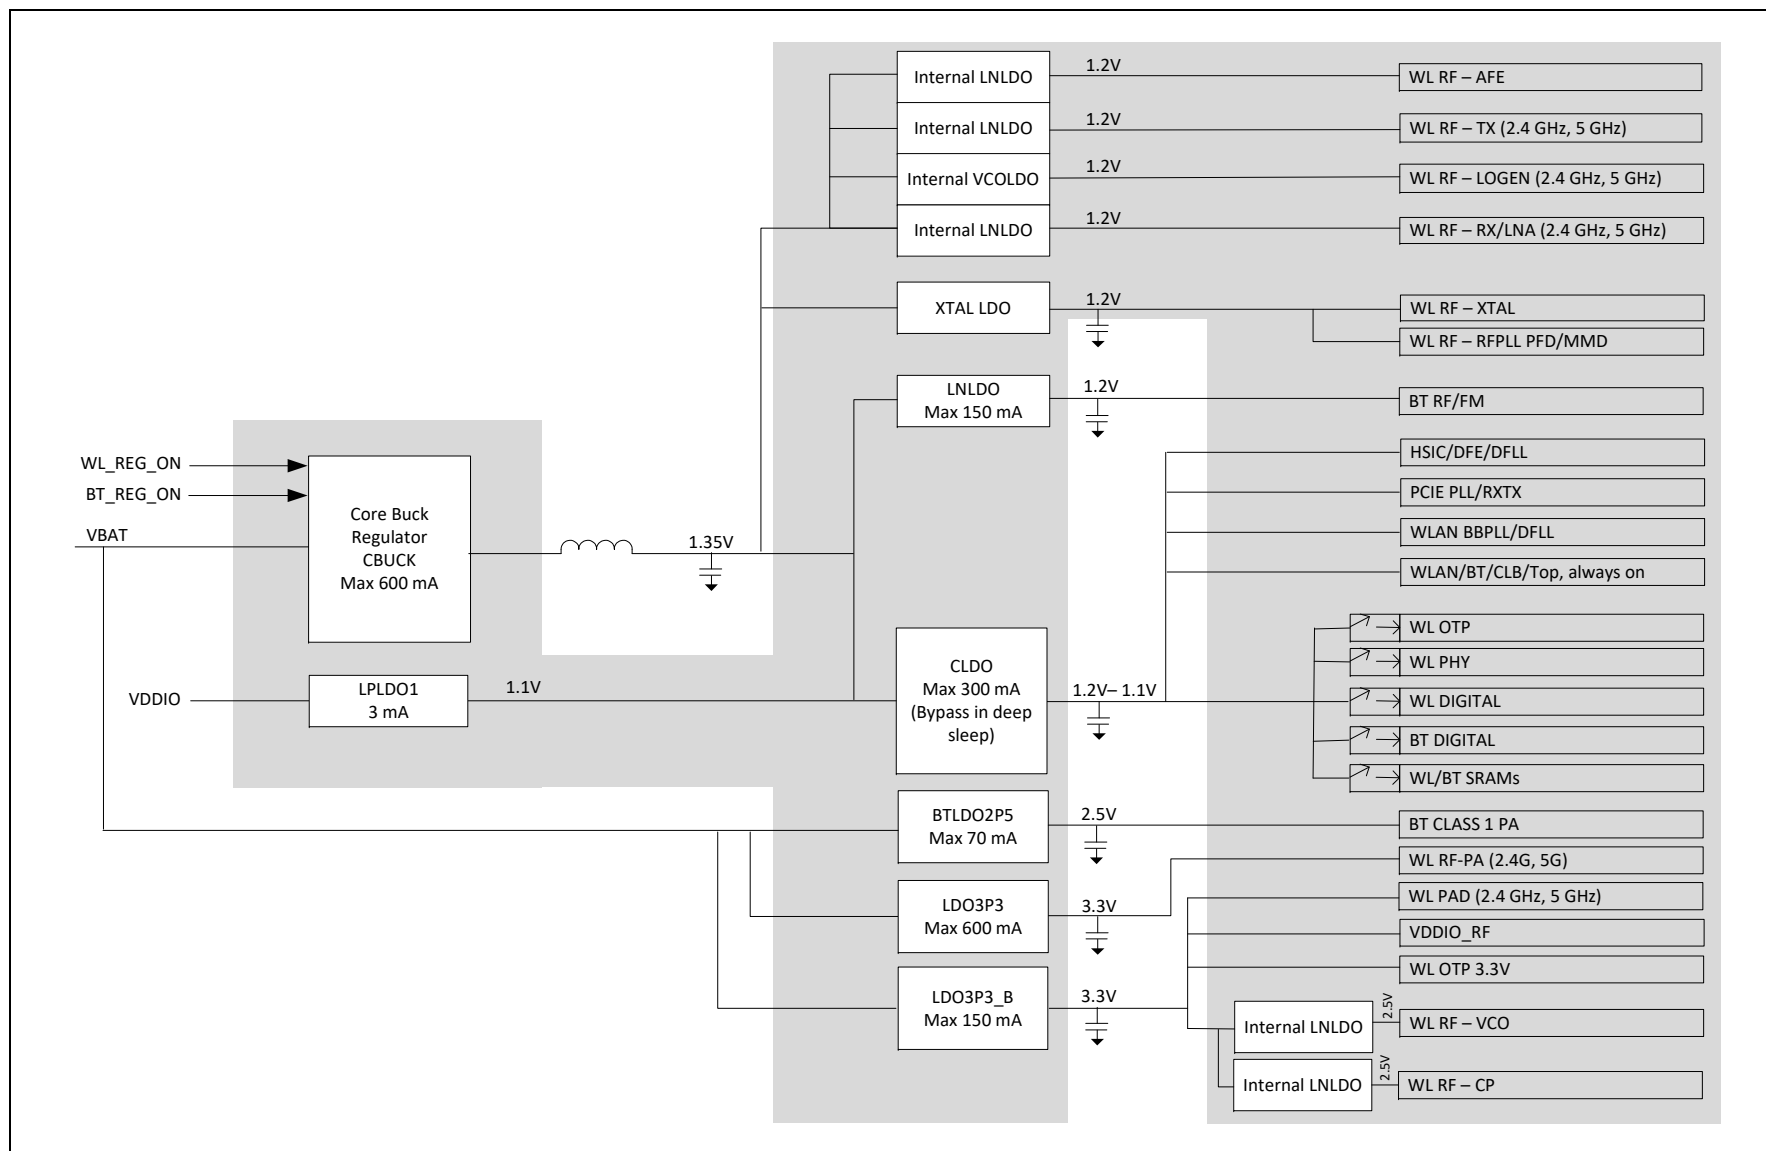 Internal LNLDO
1.2V
WL RF – AFE
Internal LNLDO
1.2V
WL RF – TX (2.4 GHz, 5 GHz)
Internal VCOLDO
1.2V
WL RF – LOGEN (2.4 GHz, 5 GHz)
Internal LNLDO
1.2V
WL RF – RX/LNA (2.4 GHz, 5 GHz)
XTAL LDO
1.2V
WL RF – XTAL
WL RF – RFPLL PFD/MMD
LNLDO
Max 150 mA
1.2V
BT RF/FM
WL_REG_ON
BT_REG_ON
VBAT
Core Buck
Regulator
CBUCK
Max 600 mA
1.35V
HSIC/DFE/DFLL
PCIE PLL/RXTX
WLAN BBPLL/DFLL
WLAN/BT/CLB/Top, always on
VDDIO
LPLDO1
3 mA
1.1V
CLDO
Max 300 mA
(Bypass in deep
sleep)
1.2V– 1.1V
WL OTP
WL PHY
WL DIGITAL
BT DIGITAL
WL/BT SRAMs
BTLDO2P5
Max 70 mA
2.5V
BT CLASS 1 PA
WL RF-PA (2.4G, 5G)
LDO3P3
Max 600 mA
3.3V
WL PAD (2.4 GHz, 5 GHz)
VDDIO_RF
WL OTP 3.3V
LDO3P3_B
Max 150 mA
3.3V
Internal LNLDO
2.5V
WL RF – VCO
Internal LNLDO
2.5V
WL RF – CP